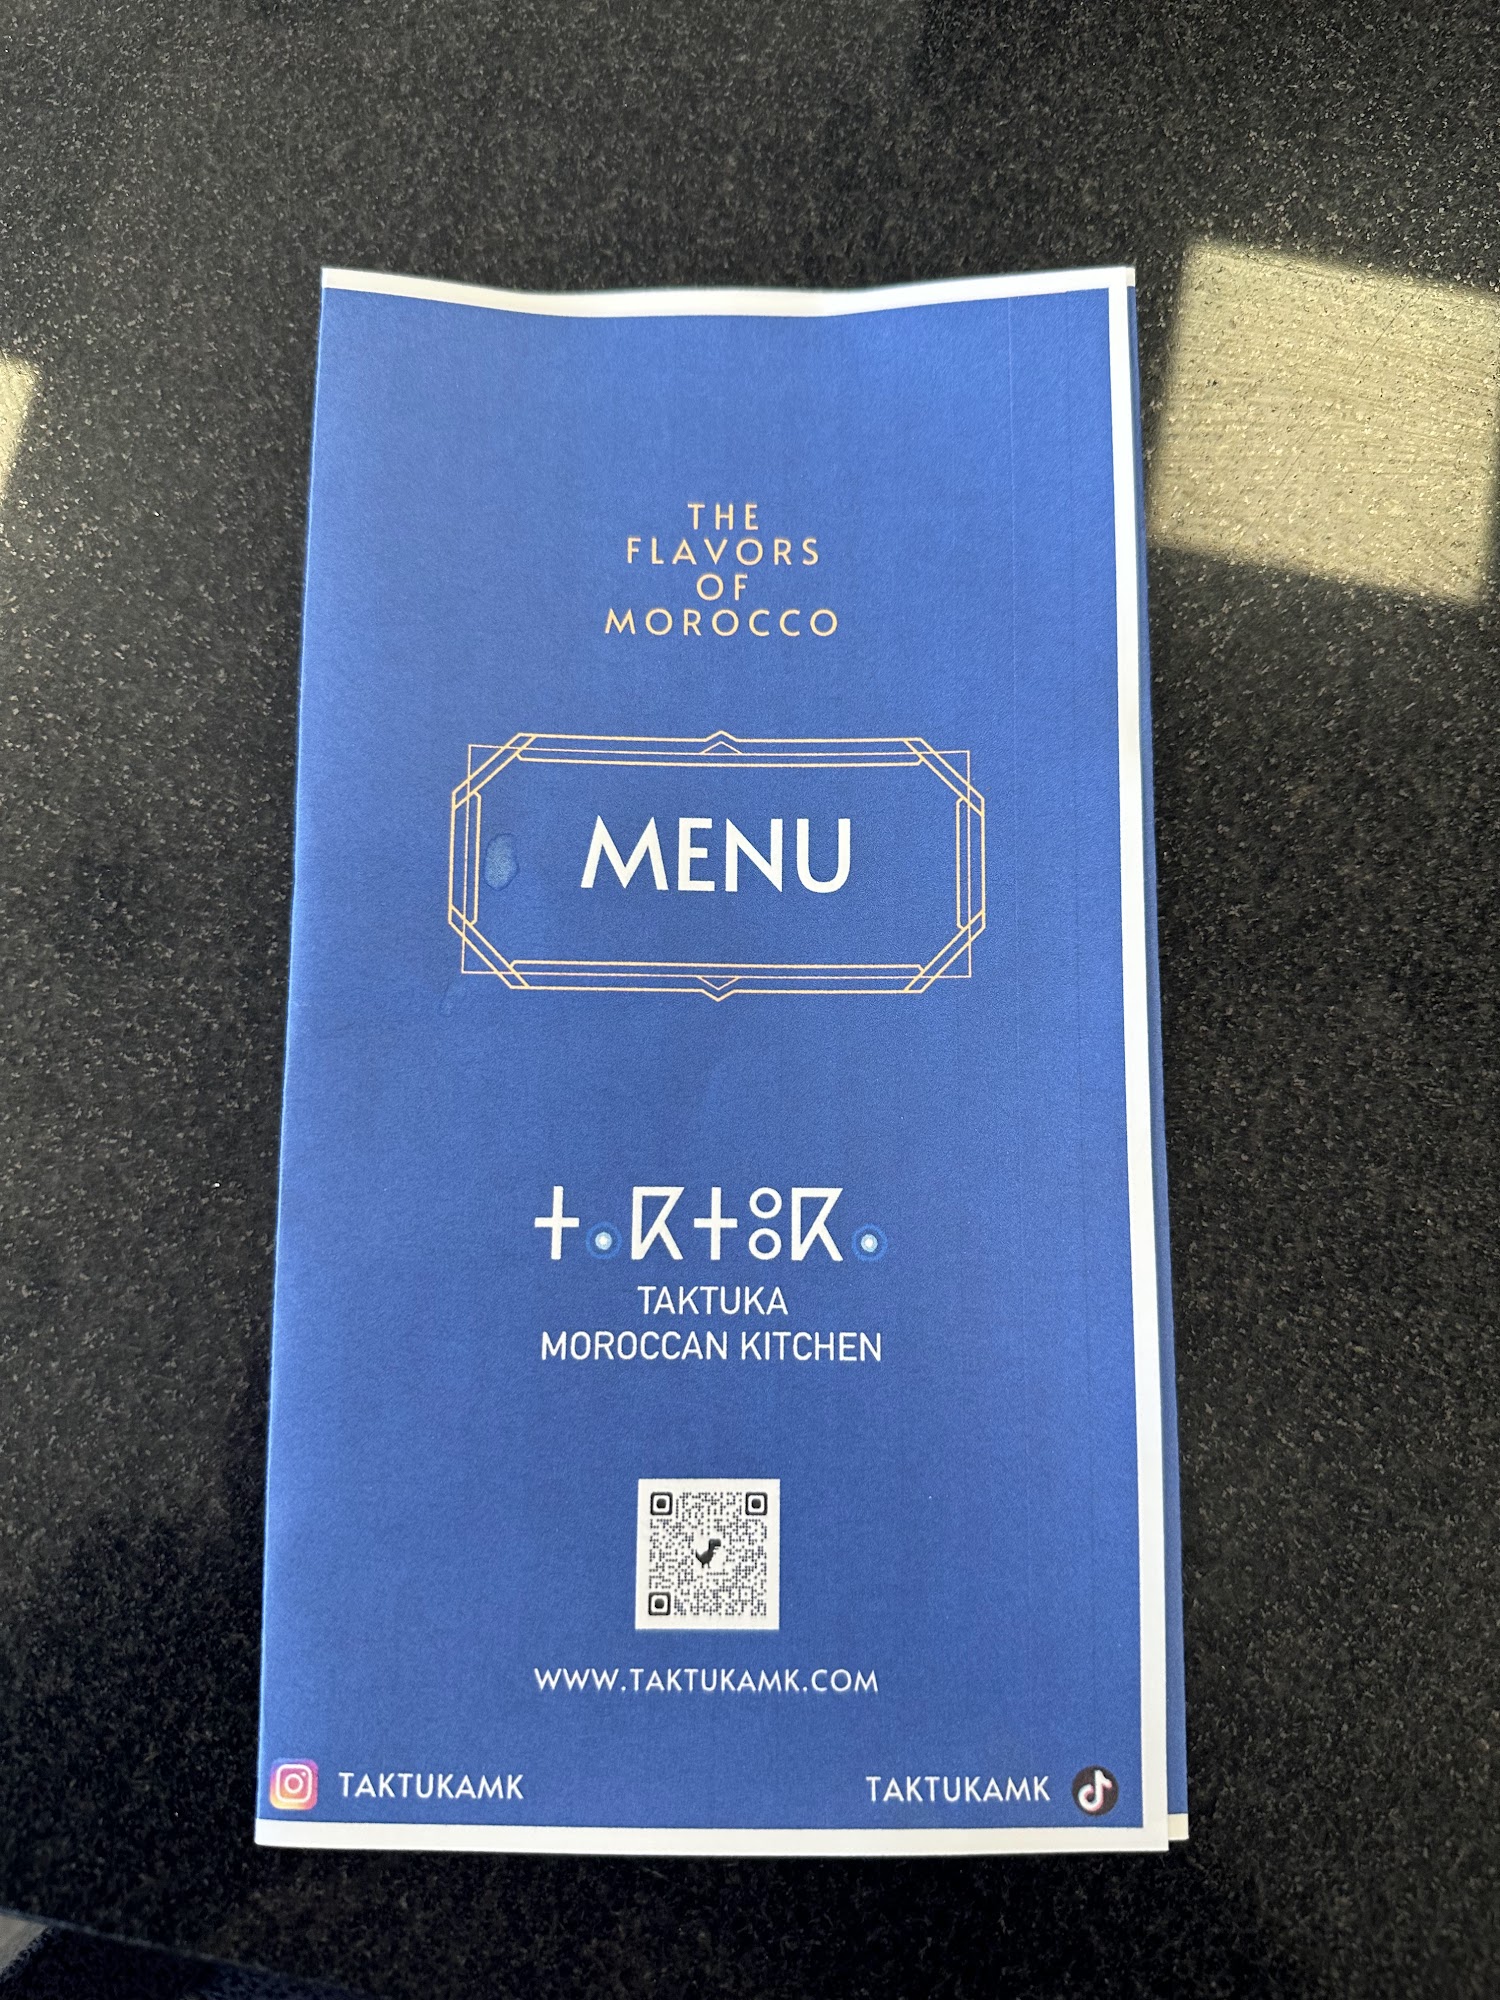 THE
FLAVORS
OF
MOROCCO
MENU
ⵜⴰⴽⵜⵓⴽⴰ
TAKTUKA
MOROCCAN KITCHEN
WWW.TAKTUKAMK.COM
TAKTUKAMK
TAKTUKAMK